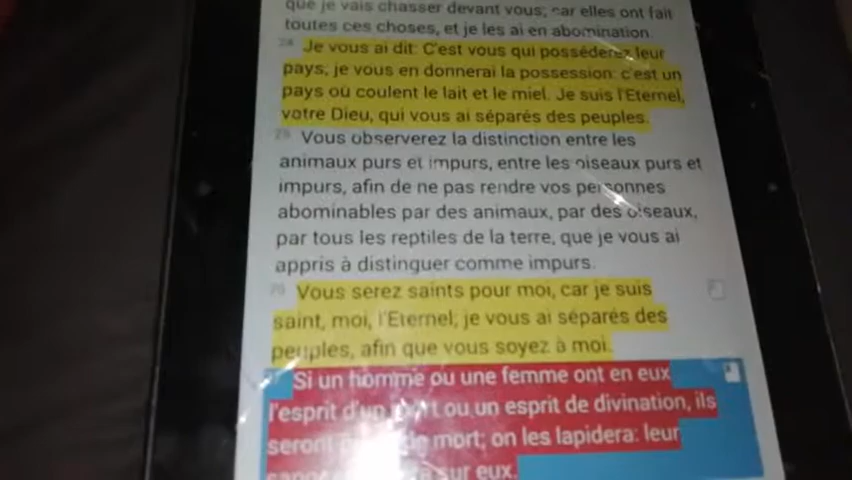 que je vais chasser devant vous; car elles ont fait
toutes ces choses, et je les ai en abomination.
24 Je vous ai dit: C'est vous qui posséderez leur
pays; je vous en donnerai la possession: c'est un
pays où coulent le lait et le miel. Je suis l'Eternel,
votre Dieu, qui vous ai séparés des peuples.
25 Vous observerez la distinction entre les
animaux purs et impurs, entre les oiseaux purs et
impurs, afin de ne pas rendre vos personnes
abominables par des animaux, par des oiseaux,
par tous les reptiles de la terre, que je vous ai
appris à distinguer comme impurs.
26 Vous serez saints pour moi, car je suis
saint, moi, l'Eternel; je vous ai séparés des
peuples, afin que vous soyez à moi.
Si un homme ou une femme ont en eux
l'esprit d'un mort ou un esprit de divination, ils
seront de mort; on les lapidera: leur
sur eux.